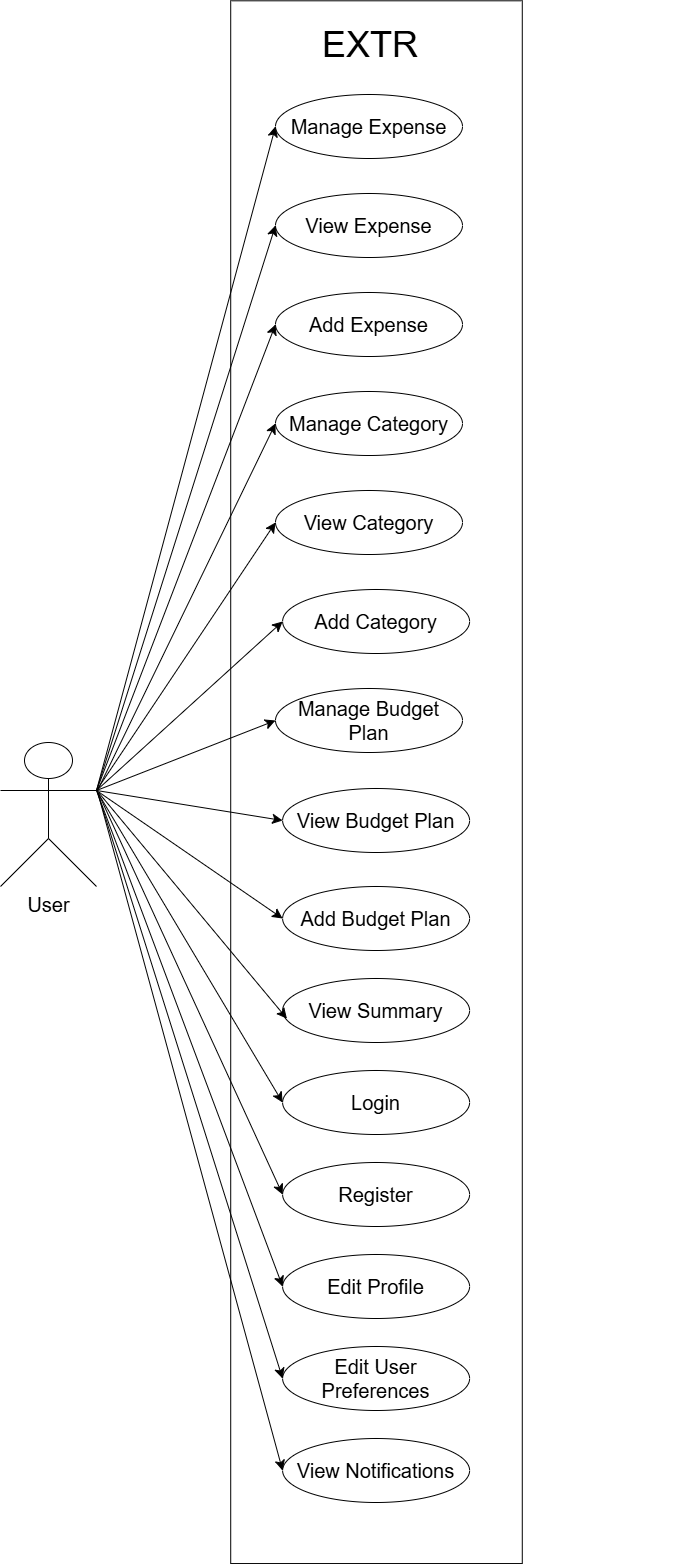 EXTR
Manage Expense
View Expense
Add Expense
Manage Category
View Category
Add Category
Manage Budget
Plan
View Budget Plan
User
Add Budget Plan
View Summary
Login
Register
Edit Profile
Edit User
Preferences
View Notifications